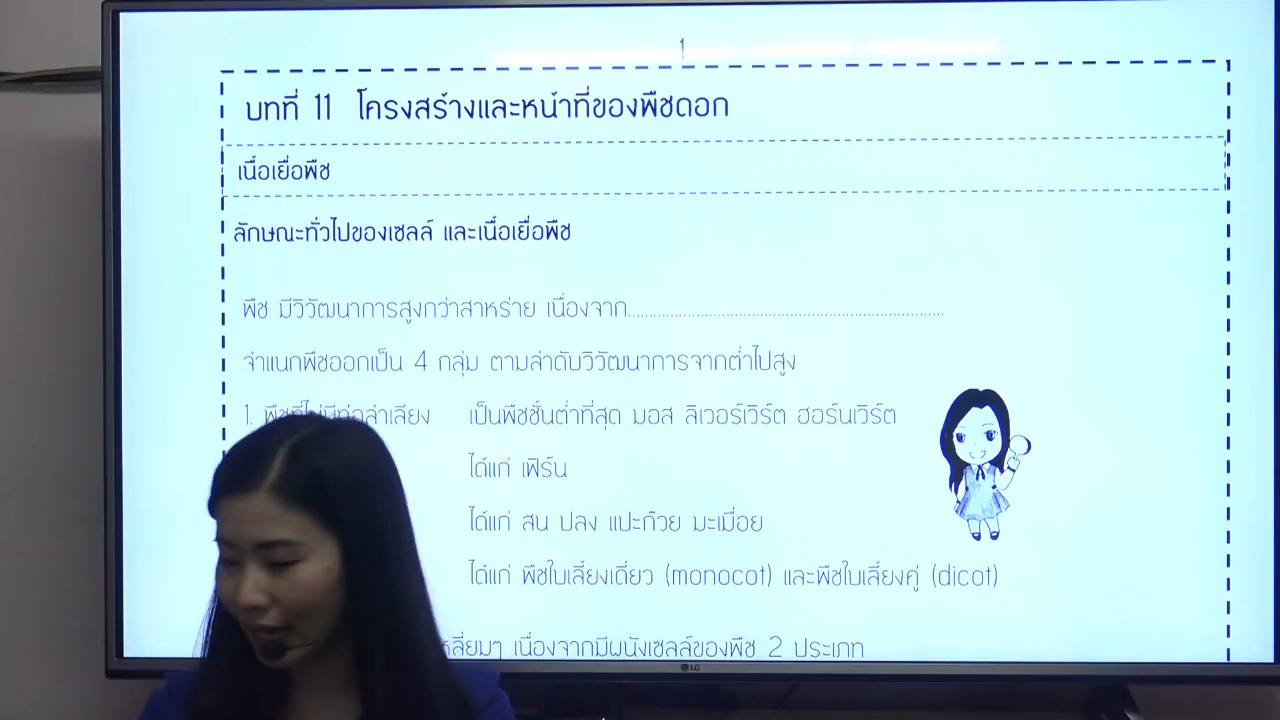 1
บทที่ 11 โครงสร้างและหน้าที่ของพืชดอก
เนื้อเยื่อพืช
ลักษณะทั่วไปของเซลล์ และเนื้อเยื่อพืช
พืช มีวิวัฒนาการสูงกว่าสาหร่าย เนื่องจาก............................................................................
จำแนกพืชออกเป็น 4 กลุ่ม ตามลำดับวิวัฒนาการจากต่ำไปสูง
1. พืชที่ไม่มีท่อลำเลียง เป็นพืชชั้นต่ำที่สุด มอส ลิเวอร์เวิร์ต ฮอร์นเวิร์ต
ได้แก่ เฟิร์น
ได้แก่ สน ปลง แปะก๊วย มะเมื่อย
ได้แก่ พืชใบเลี้ยงเดี่ยว (monocot) และพืชใบเลี้ยงคู่ (dicot)
เนื่องจากมีผนังเซลล์ของพืช 2 ประเภท
LG